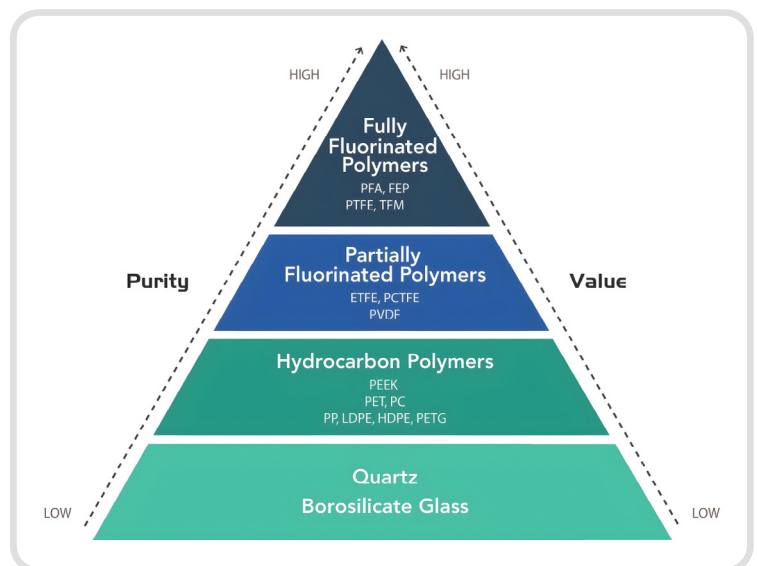 HIGH
HIGH
Fully
Fluorinated
Polymers
PFA, FEP
PTFE, TFM
Purity
Value
Partially
Fluorinated Polymers
ETFE, PCTFE
PVDF
Hydrocarbon Polymers
PEEK
PET, PC
PP, LDPE, HDPE, PETG
Quartz
Borosilicate Glass
LOW
LOW